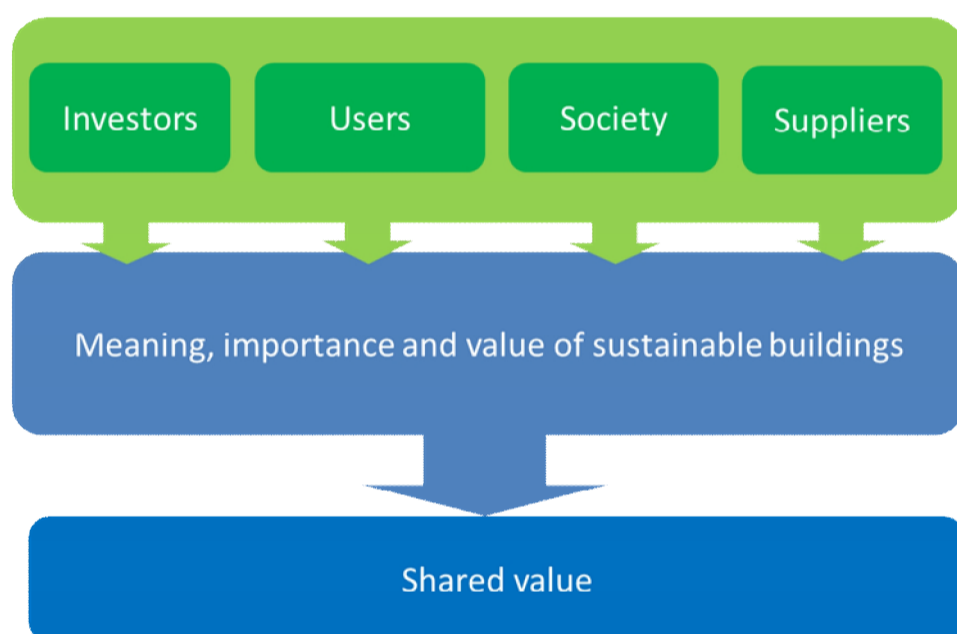 Investors
Users
Society
Suppliers
Meaning, importance and value of sustainable buildings
Shared value